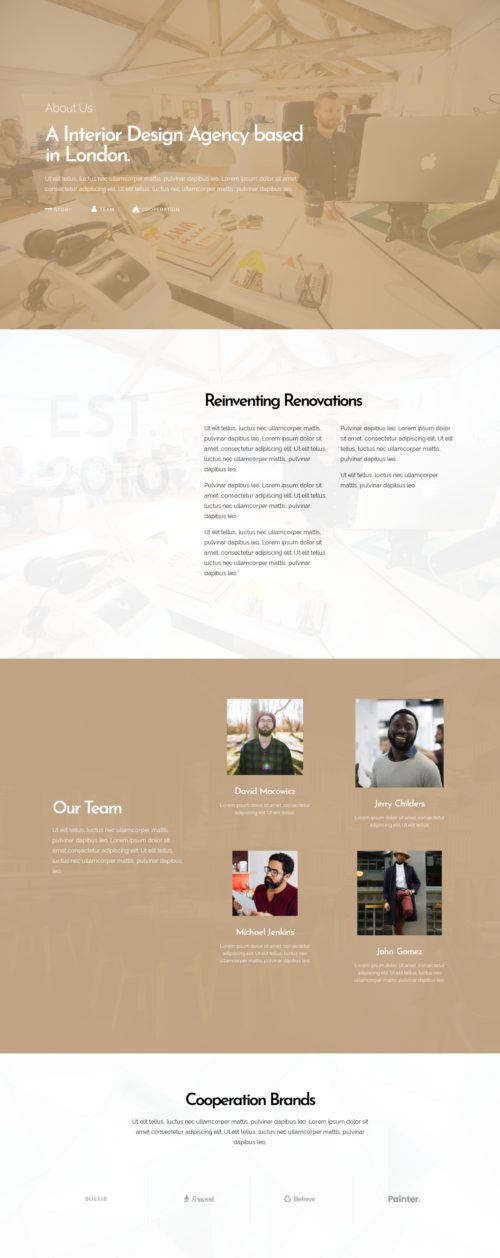 About Us
A Interior Design Agency based
in London.
Ut elit tellus, luctus nec ullamcorper mattis, pulvinar dapibus leo. Lorem ipsum dolor sit amet,
consectetur adipiscing elit. Ut elit tellus, luctus nec ullamcorper mattis, pulvinar dapibus leo.
STORY
TEAM
COOPERATION
EST
2010
Reinventing Renovations
Ut elit tellus, luctus nec ullamcorper mattis,
pulvinar dapibus leo. Lorem ipsum dolor sit
amet, consectetur adipiscing elit. Ut elit tellus,
luctus nec ullamcorper mattis, pulvinar
dapibus leo.
Pulvinar dapibus leo. Lorem ipsum dolor sit
amet, consectetur adipiscing elit. Ut elit tellus,
luctus nec ullamcorper mattis, pulvinar
dapibus leo.
Ut elit tellus, luctus nec ullamcorper mattis,
pulvinar dapibus leo. Lorem ipsum dolor sit
amet, consectetur adipiscing elit. Ut elit tellus,
luctus nec ullamcorper mattis, pulvinar
dapibus leo.
Pulvinar dapibus leo. Lorem ipsum dolor
sit amet, consectetur adipiscing elit. Ut elit
tellus, luctus nec ullamcorper mattis,
pulvinar dapibus leo.
Ut elit tellus, luctus nec ullamcorper
mattis, pulvinar dapibus leo.
Our Team
Ut elit tellus, luctus nec ullamcorper mattis,
pulvinar dapibus leo. Lorem ipsum dolor sit
amet,consectetur adipiscing elit. Ut elit tellus,
luctus nec ullamcorper mattis, pulvinar dapibus
leo.
David Macowicz
Lorem ipsum dolor sit amet, consectetur
adipiscing elit. Ut elit tellus.
Jerry Childers
Lorem ipsum dolor sit amet, consectetur
adipiscing elit. Ut elit tellus.
Michael Jenkins
Lorem ipsum dolor sit amet, consectetur
adipiscing elit. Ut elit tellus, luctus nec
ullamcorper mattis, pulvinar dapibus leo.
John Gomez
Lorem ipsum dolor sit amet, consectetur
adipiscing elit. Ut elit tellus, luctus nec
ullamcorper mattis, pulvinar dapibus leo.
Cooperation Brands
Ut elit tellus, luctus nec ullamcorper mattis, pulvinar dapibus leo. Lorem ipsum dolor sit
amet,consectetur adipiscing elit. Ut elit tellus, luctus nec ullamcorper mattis, pulvinar
dapibus leo.
Firework
Believe
Painter.